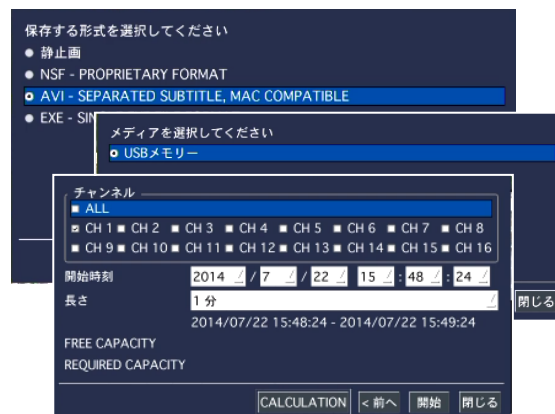 保存する形式を選択してください
静止画
NSF - PROPRIETARY FORMAT
AVI - SEPARATED SUBTITLE, MAC COMPATIBLE
EXE - SIN
メディアを選択してください
USBメモリー
チャンネル
ALL
CH 1 CH 2 CH 3 CH 4 CH 5 CH 6 CH 7 CH 8
CH 9 CH 10 CH 11 CH 12 CH 13 CH 14 CH 15 CH 16
開始時刻 2014 / 7 / 22 15 : 48 : 24
長さ 1 分
2014/07/22 15:48:24 - 2014/07/22 15:49:24
閉じる
FREE CAPACITY
REQUIRED CAPACITY
CALCULATION <前へ 開始 閉じる